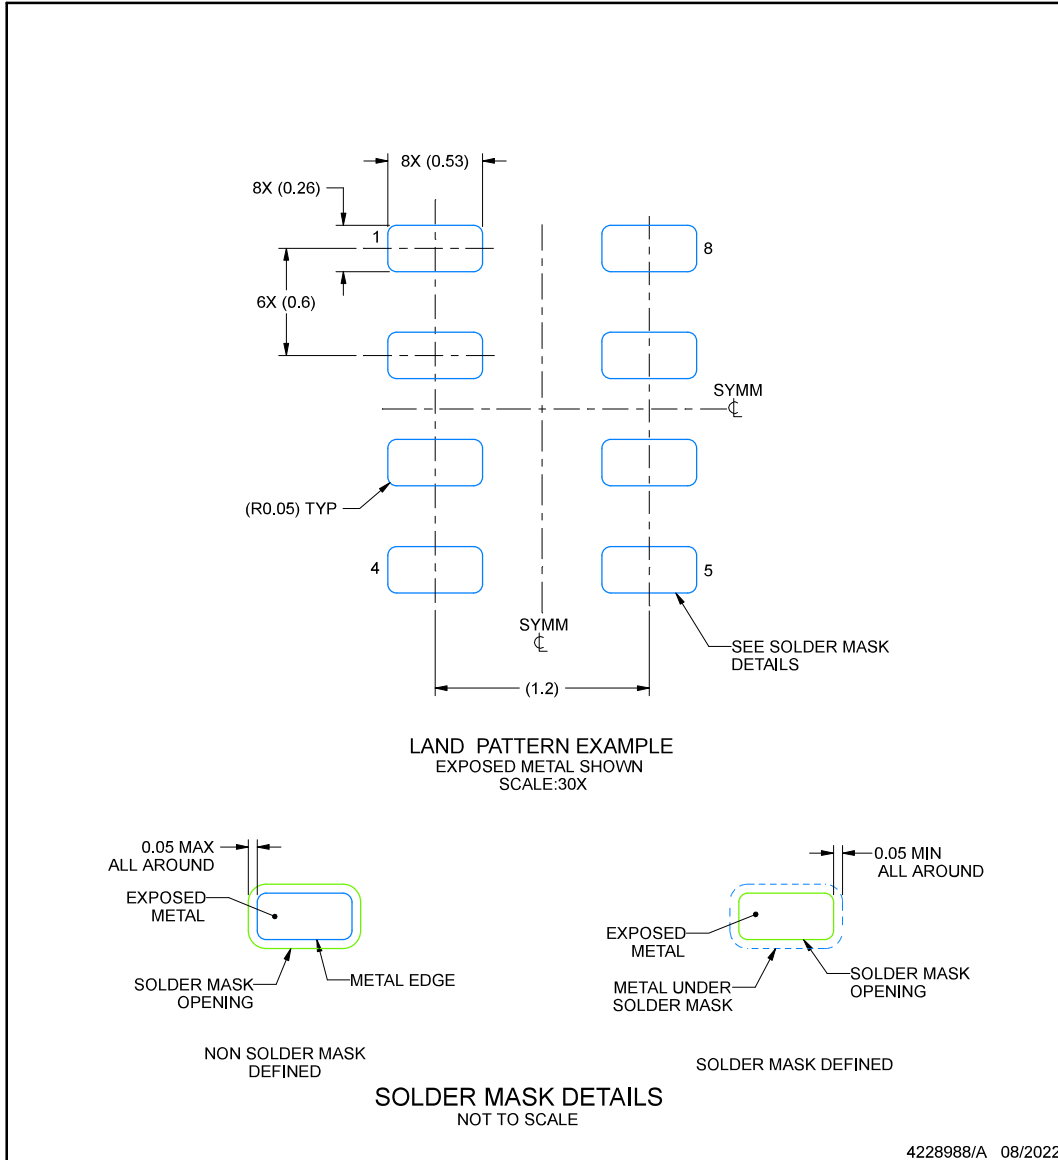 8X (0.53)
8X (0.26)
1
8
6X (0.6)
SYMM
℄
(R0.05) TYP
4
5
SYMM
℄
SEE SOLDER MASK
DETAILS
(1.2)
LAND PATTERN EXAMPLE
EXPOSED METAL SHOWN
SCALE:30X
0.05 MAX
ALL AROUND
EXPOSED
METAL
SOLDER MASK
OPENING
METAL EDGE
NON SOLDER MASK
DEFINED
0.05 MIN
ALL AROUND
EXPOSED
METAL
METAL UNDER
SOLDER MASK
SOLDER MASK
OPENING
SOLDER MASK DEFINED
SOLDER MASK DETAILS
NOT TO SCALE
4228988/A 08/2022